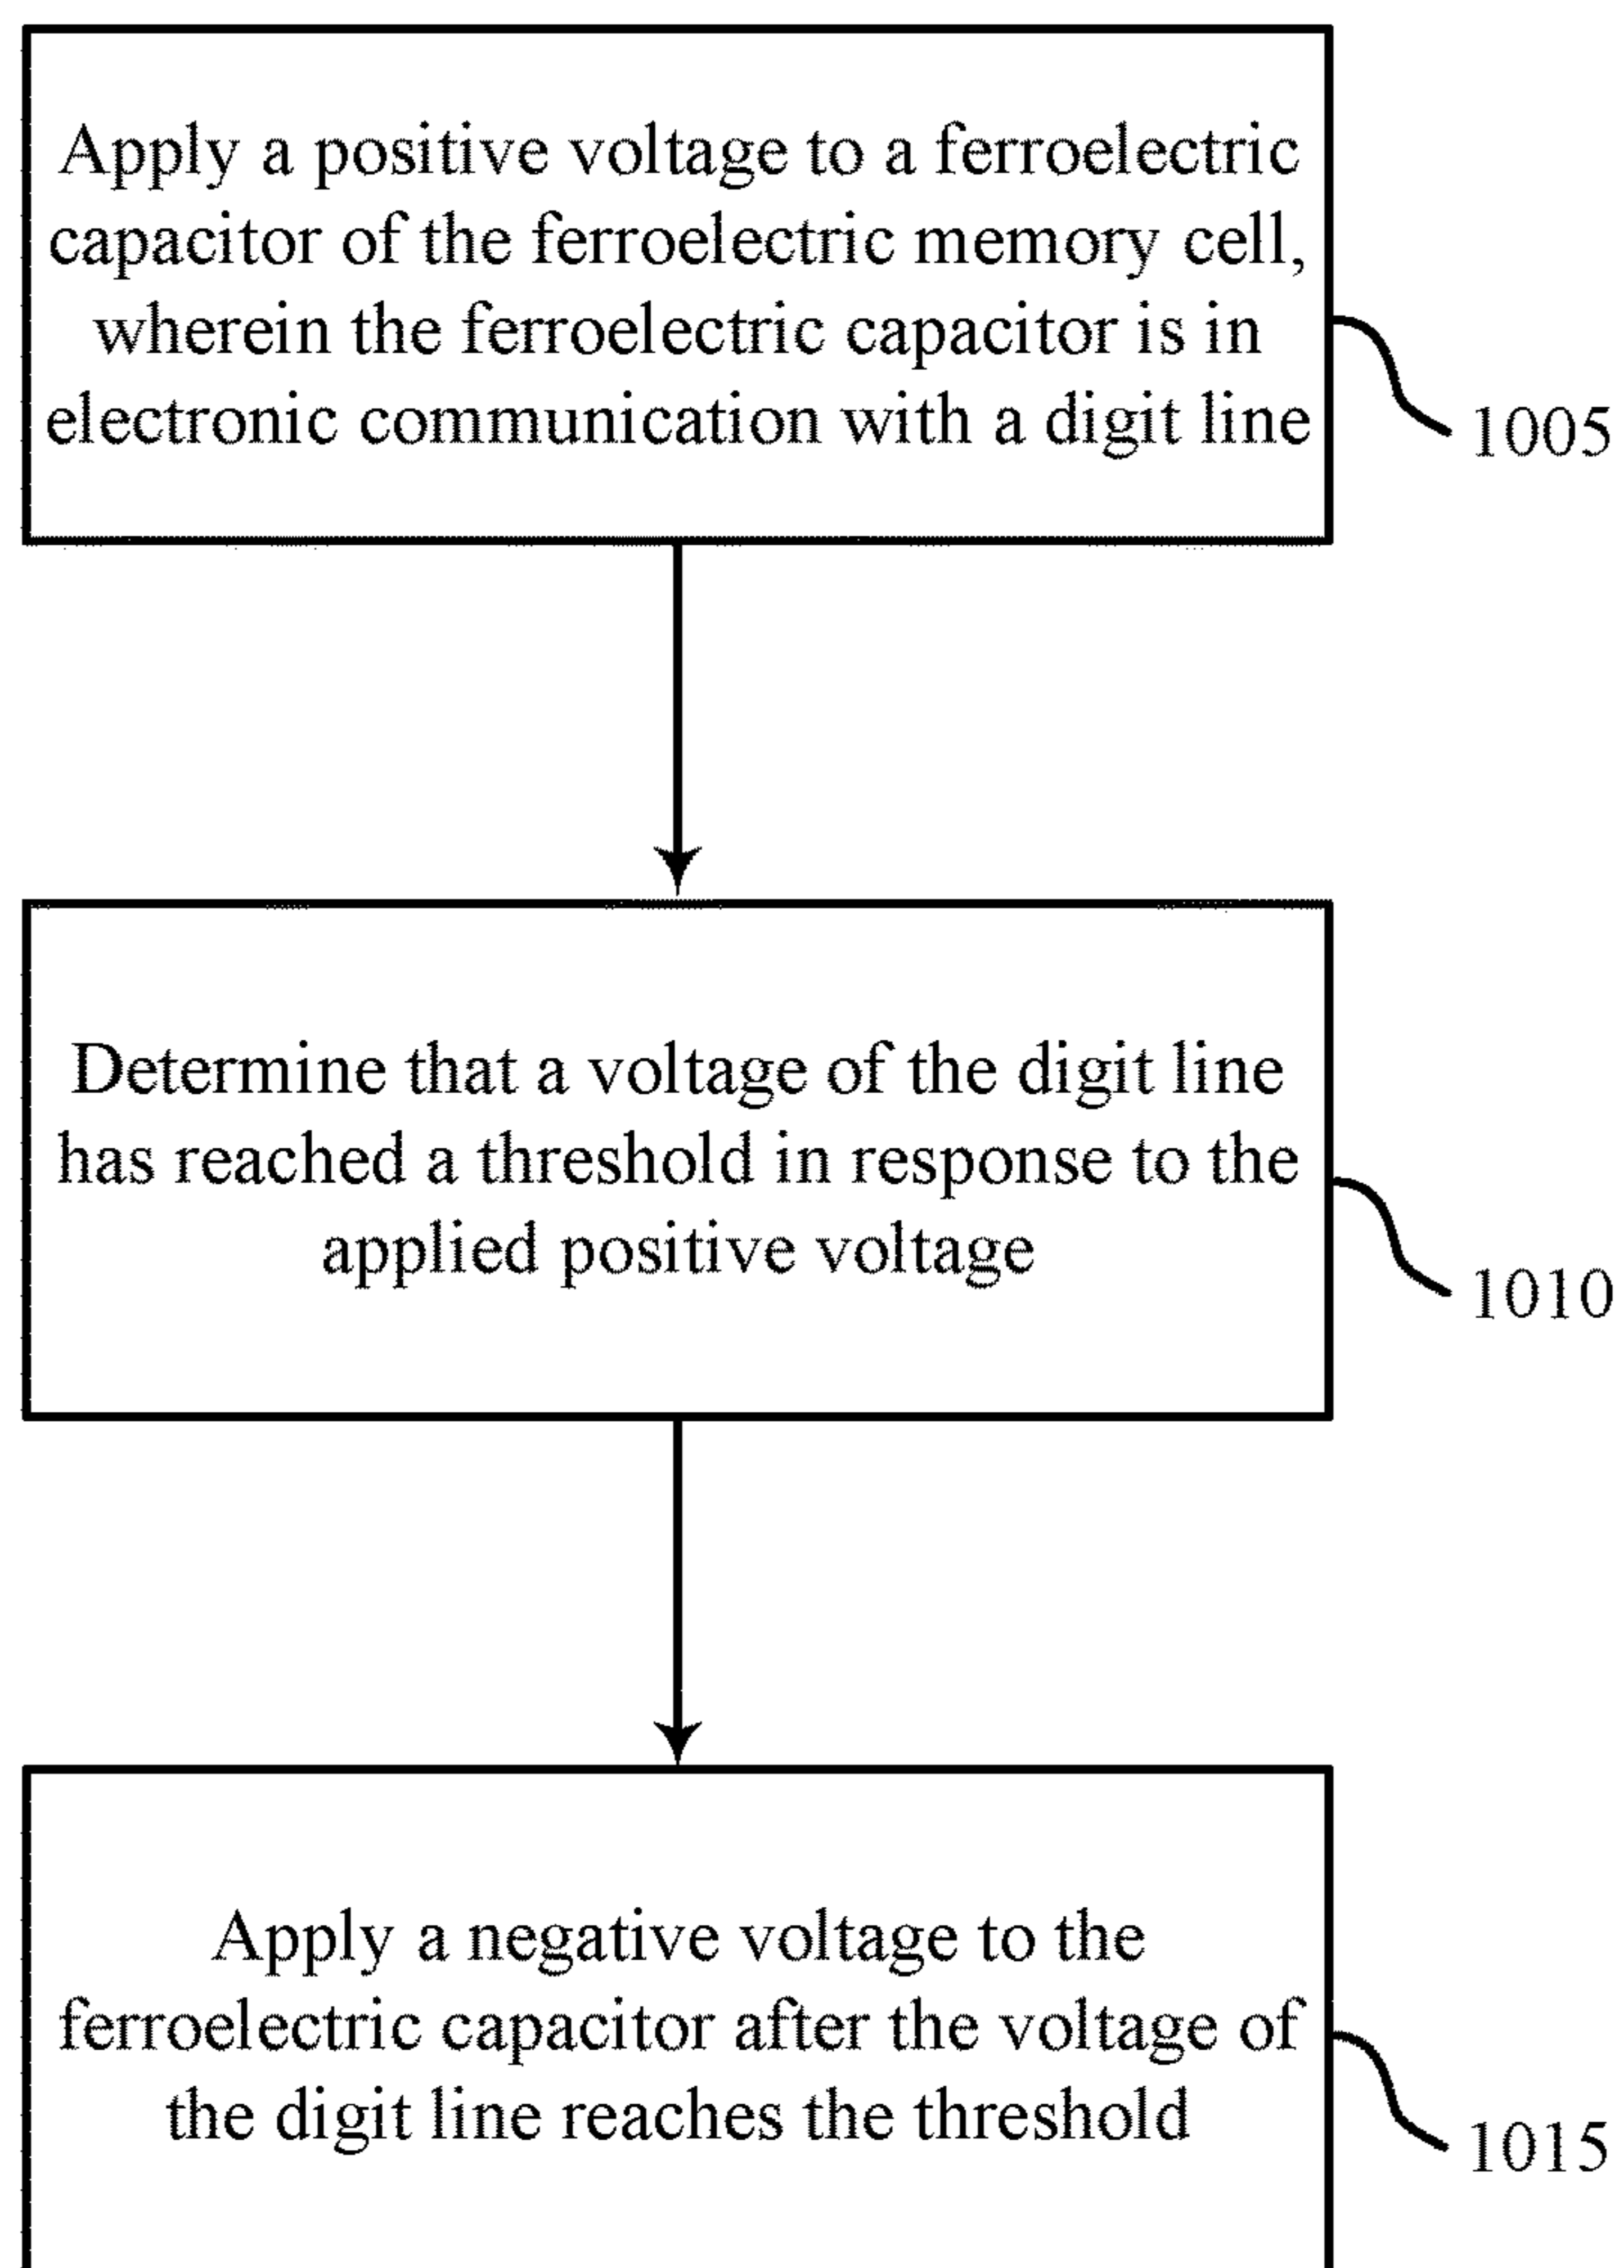 Apply a positive voltage to a ferroelectric
capacitor of the ferroelectric memory cell,
wherein the ferroelectric capacitor is in
electronic communication with a digit line
1005
Determine that a voltage of the digit line
has reached a threshold in response to the
applied positive voltage
1010
Apply a negative voltage to the
ferroelectric capacitor after the voltage of
the digit line reaches the threshold
1015